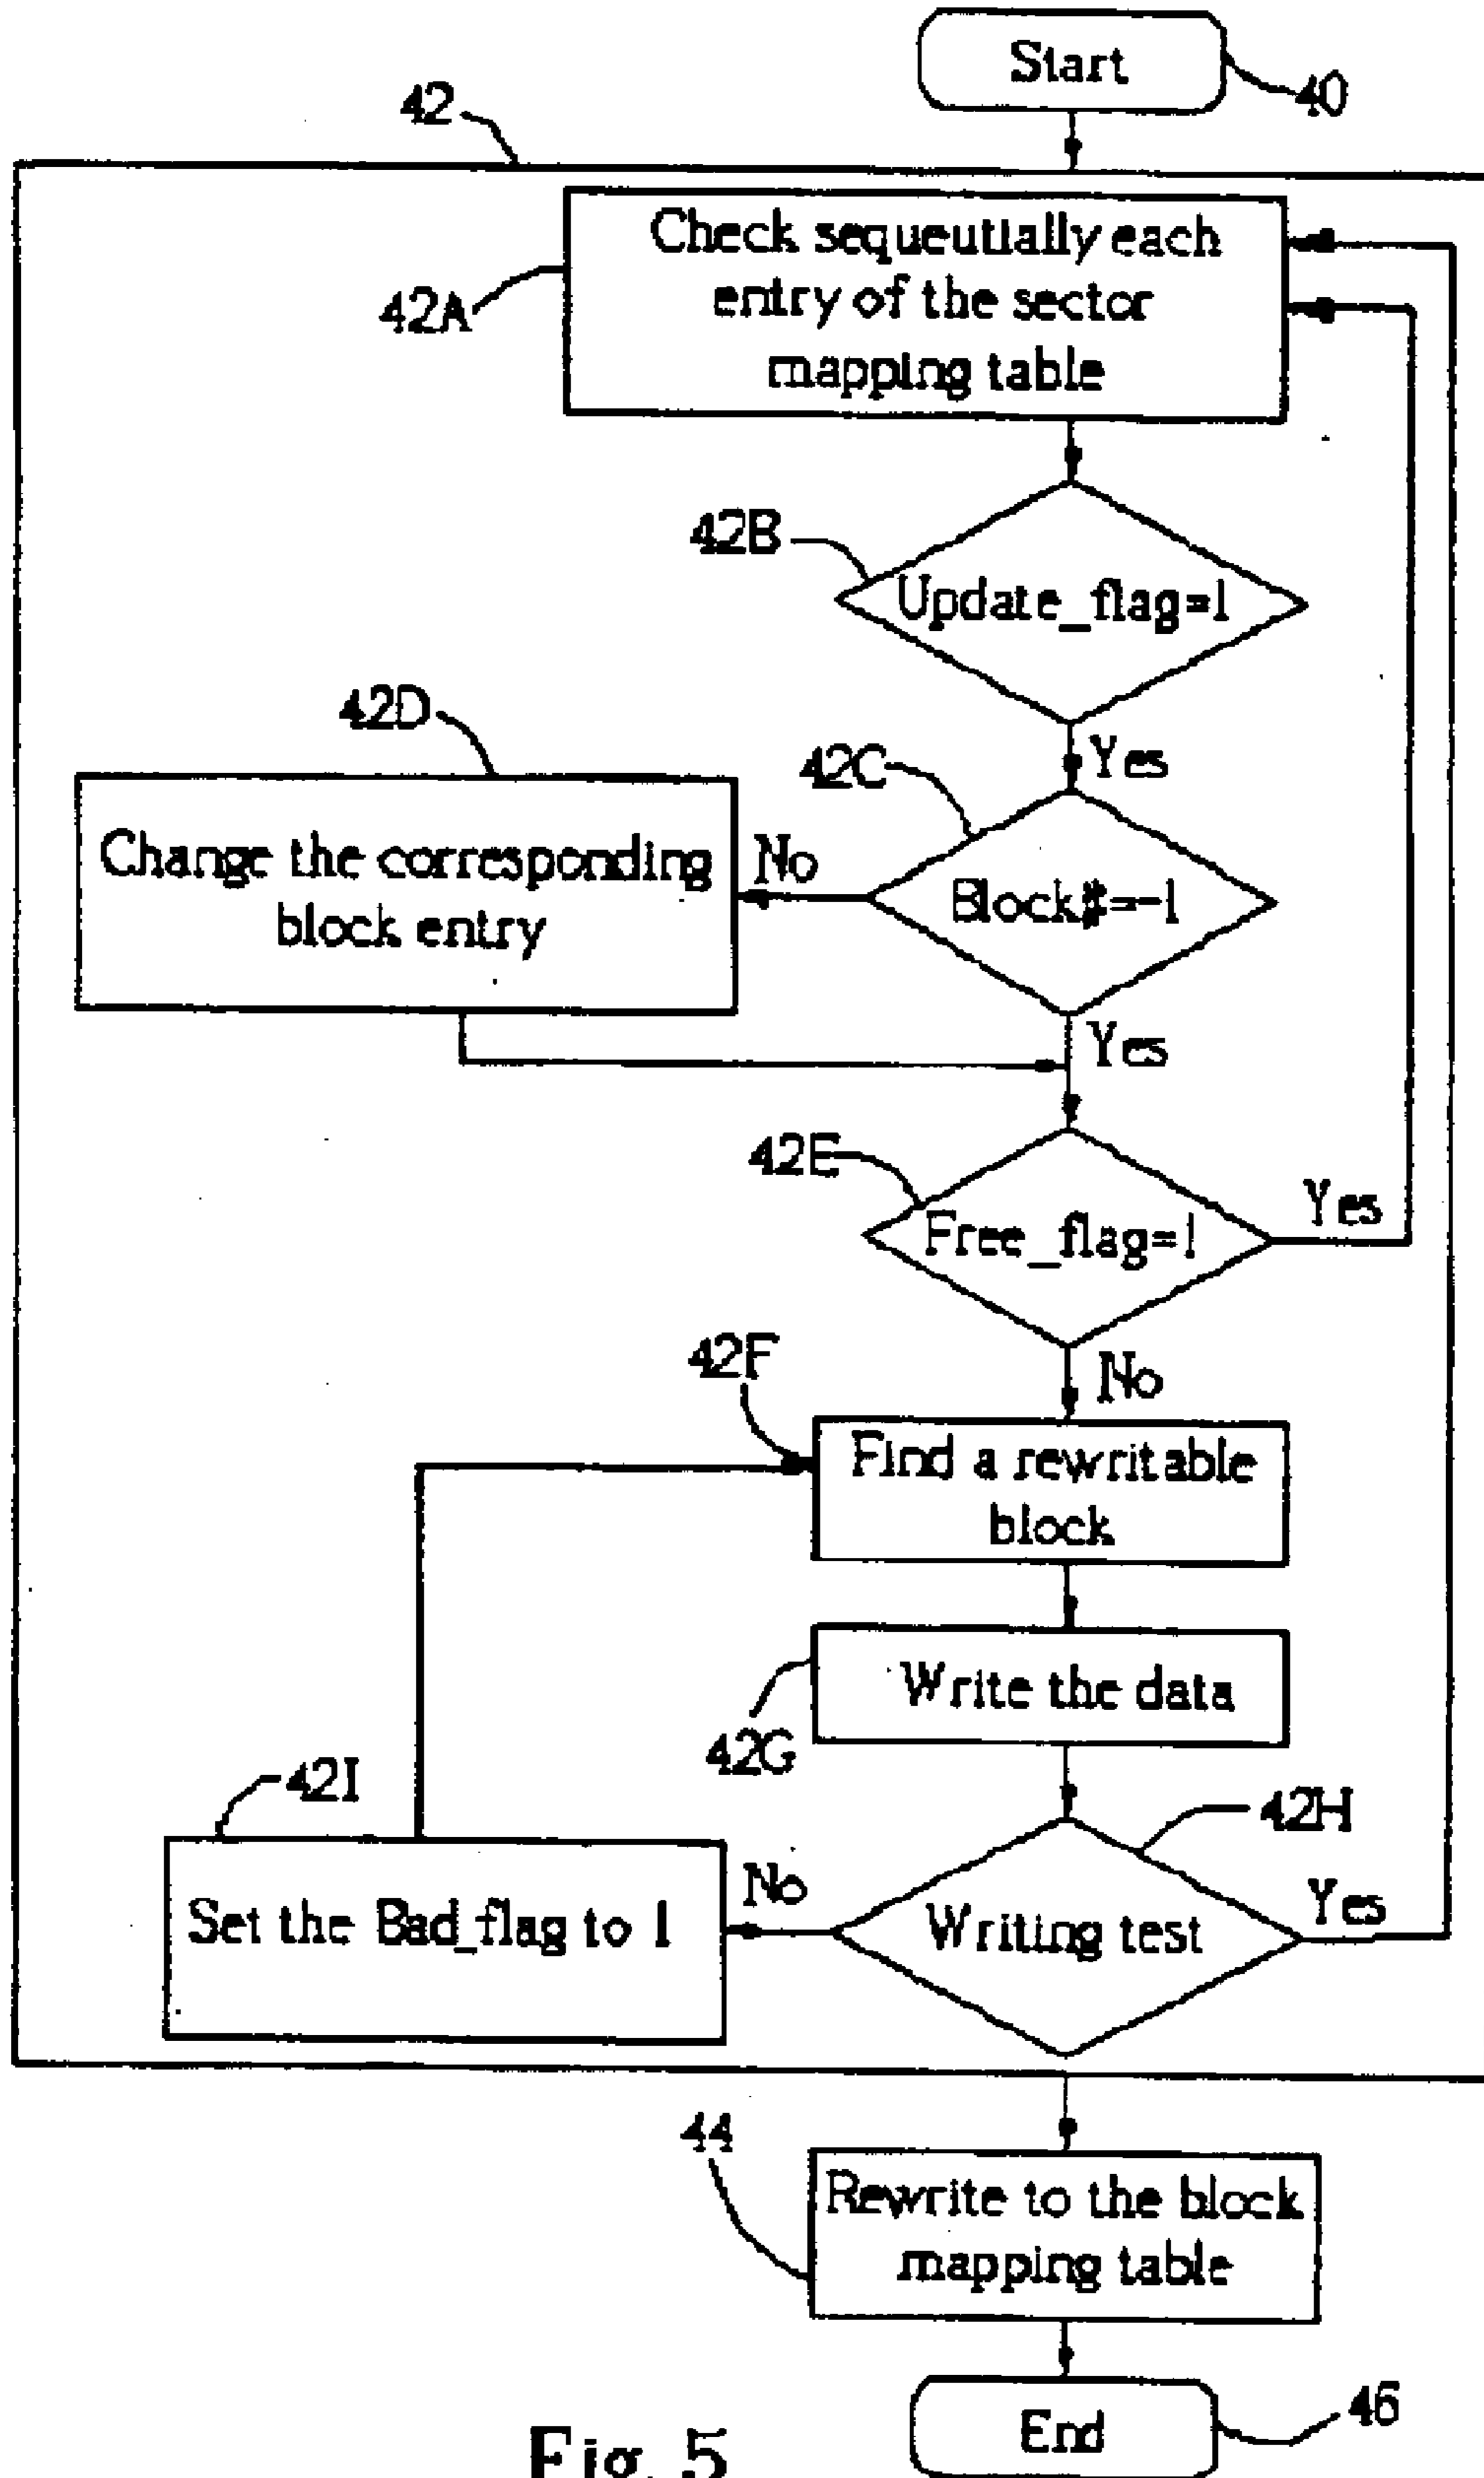 Start
40
42
Check sequeutially each
entry of the sector
mapping table
42A
42B
Update_flag=1
Yes
42D
42C
Change the corresponding
block entry
No
Block#=-1
Yes
42E
Free_flag=1
Yes
No
42F
Find a rewritable
block
Write the data
42G
42I
42H
Set the Bad_flag to 1
No
Writing test
Yes
44
Rewrite to the block
mapping table
End
46
Fig. 5